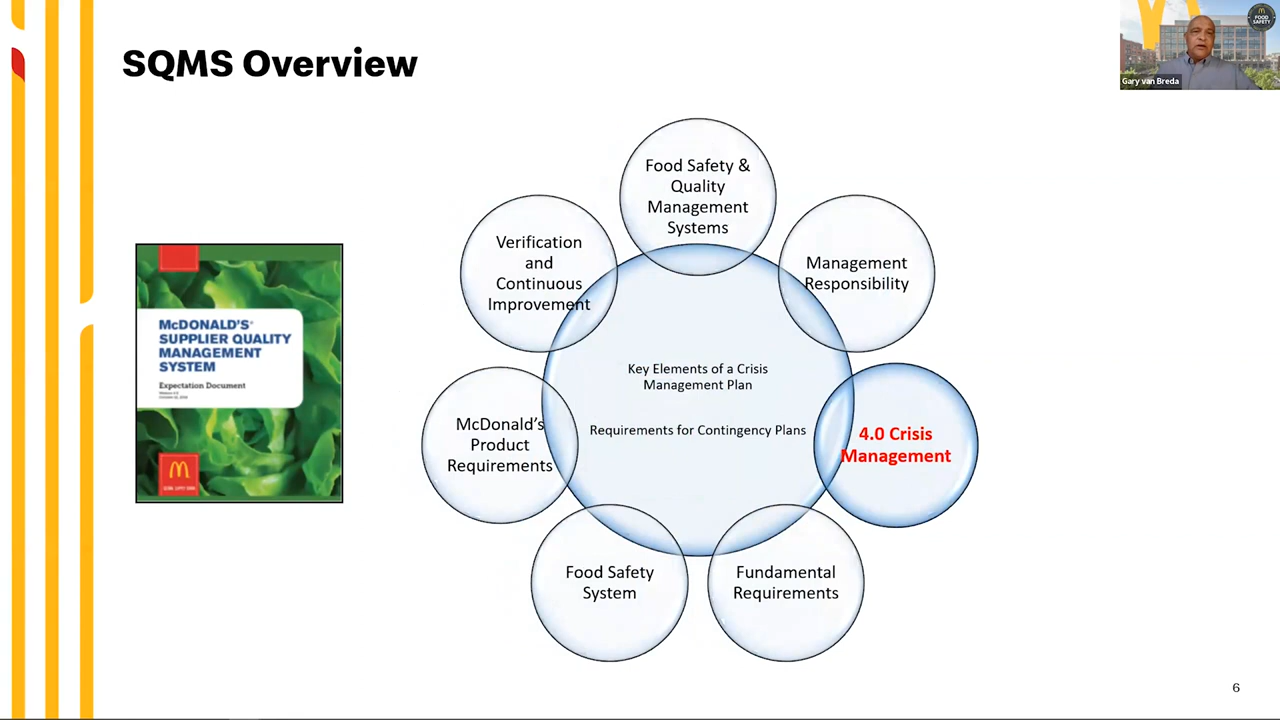 SQMS Overview
FOOD
SAFETY
Gary van Breda
Food Safety &
Quality
Management
Systems
Verification
and
Continuous
Improvement
Management
Responsibility
McDONALD'S®
SUPPLIER QUALITY
MANAGEMENT
SYSTEM
Expectation Document
Key Elements of a Crisis
Management Plan
Requirements for Contingency Plans
McDonald's
Product
Requirements
4.0 Crisis
Management
Food Safety
System
Fundamental
Requirements
6